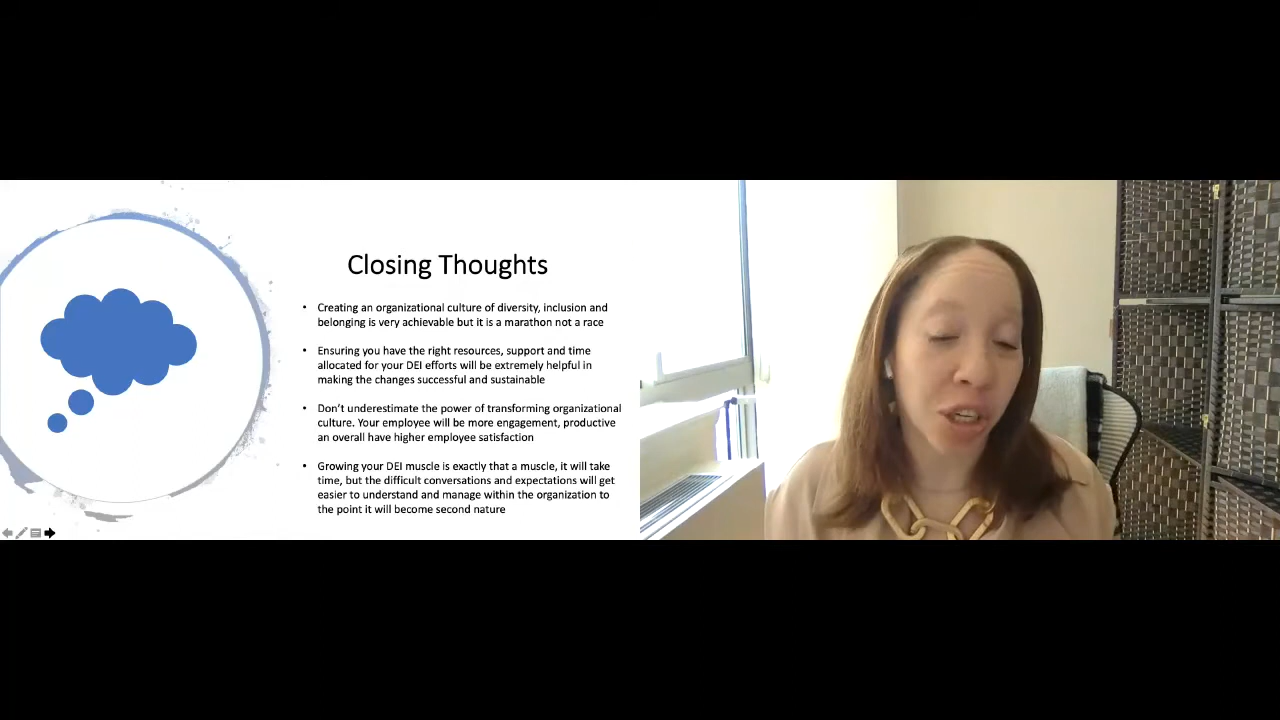 Closing Thoughts
• Creating an organizational culture of diversity, inclusion and
belonging is very achievable but it is a marathon not a race
• Ensuring you have the right resources, support and time
allocated for your DEI efforts will be extremely helpful in
making the changes successful and sustainable
• Don't underestimate the power of transforming organizational
culture. Your employee will be more engagement, productive
an overall have higher employee satisfaction
• Growing your DEI muscle is exactly that a muscle, it will take
time, but the difficult conversations and expectations will get
easier to understand and manage within the organization to
the point it will become second nature